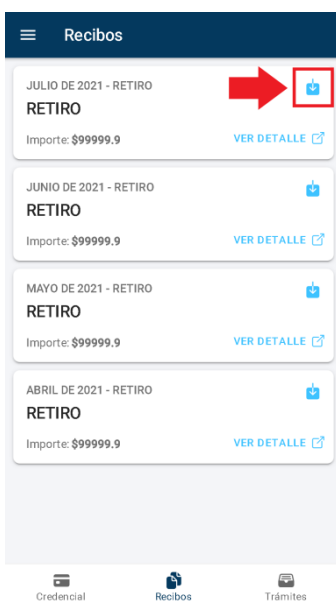 Recibos
JULIO DE 2021 - RETIRO
RETIRO
Importe: $99999.9
VER DETALLE
JUNIO DE 2021 - RETIRO
RETIRO
Importe: $99999.9
VER DETALLE
MAYO DE 2021 - RETIRO
RETIRO
Importe: $99999.9
VER DETALLE
ABRIL DE 2021 - RETIRO
RETIRO
Importe: $99999.9
VER DETALLE
Credencial
Recibos
Trámites